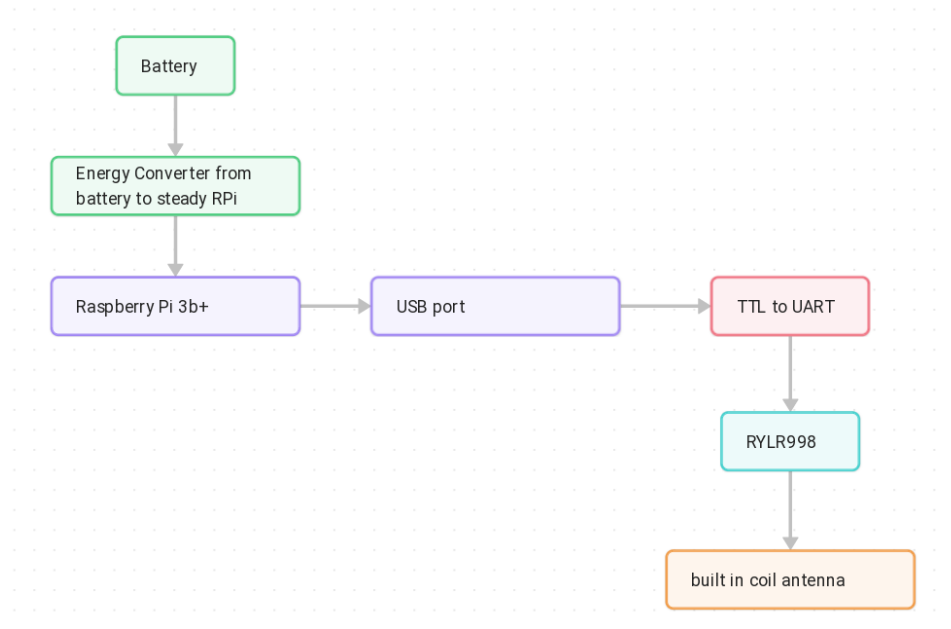 Battery
Energy Converter from
battery to steady RPi
Raspberry Pi 3b+
USB port
TTL to UART
RYLR998
built in coil antenna